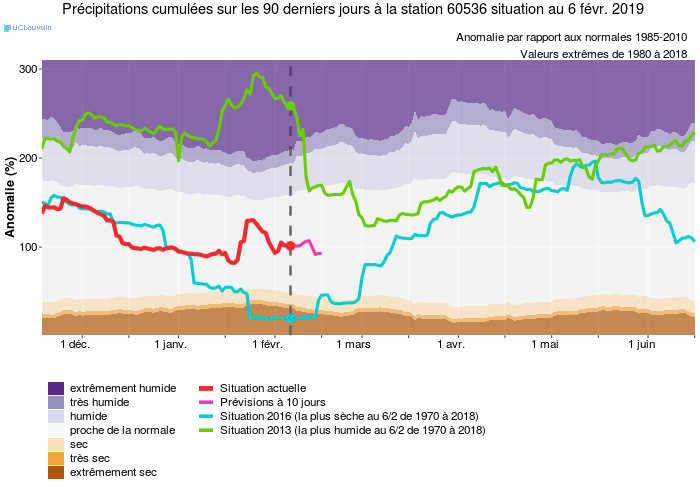 Précipitations cumulées sur les 90 derniers jours à la station 60536 situation au 6 févr. 2019
UCLouvain
Anomalie par rapport aux normales 1985-2010
Valeurs extrêmes de 1980 à 2018
Anomalie (%)
300
200
100
1 déc.
1 janv.
1 févr.
1 mars
1 avr.
1 mai
1 juin
extrêmement humide
très humide
humide
proche de la normale
sec
très sec
extrêmement sec
Situation actuelle
Prévisions à 10 jours
Situation 2016 (la plus sèche au 6/2 de 1970 à 2018)
Situation 2013 (la plus humide au 6/2 de 1970 à 2018)